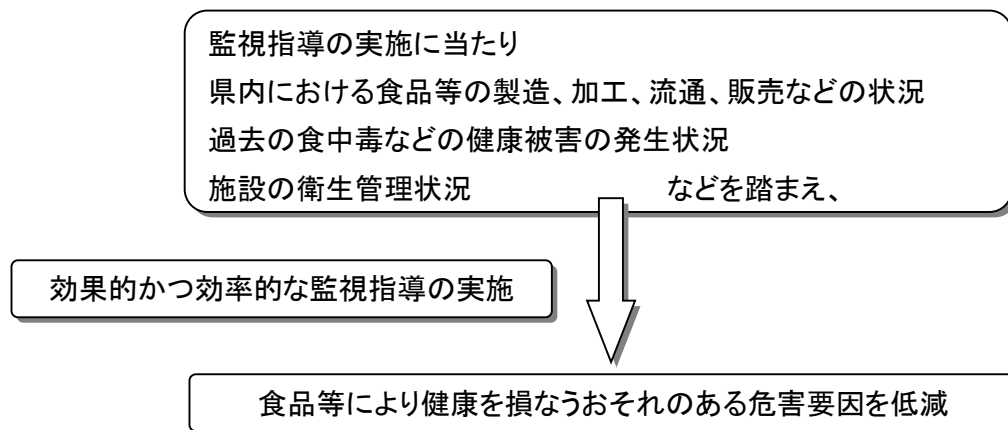 監視指導の実施に当たり
県内における食品等の製造、加工、流通、販売などの状況
過去の食中毒などの健康被害の発生状況
施設の衛生管理状況　　　　　　　などを踏まえ、
効果的かつ効率的な監視指導の実施
食品等により健康を損なうおそれのある危害要因を低減